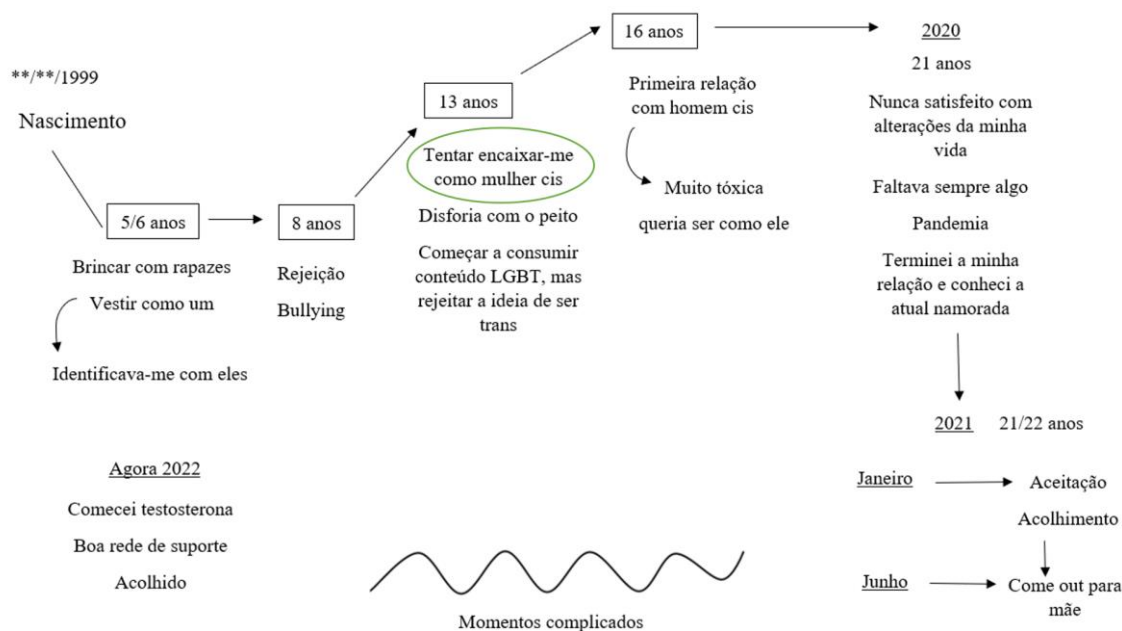 **/**/1999
Nascimento
5/6 anos
Brincar com rapazes
Vestir como um
Identificava-me com eles
8 anos
Rejeição
Bullying
13 anos
Tentar encaixar-me
como mulher cis
Disforia com o peito
Começar a consumir
conteúdo LGBT, mas
rejeitar a ideia de ser
trans
16 anos
Primeira relação
com homem cis
Muito tóxica
queria ser como ele
2020
21 anos
Nunca satisfeito com
alterações da minha
vida
Faltava sempre algo
Pandemia
Terminei a minha
relação e conheci a
atual namorada
2021 21/22 anos
Janeiro
Aceitação
Acolhimento
Junho
Come out para
mãe
Momentos complicados
Agora 2022
Comecei testosterona
Boa rede de suporte
Acolhido